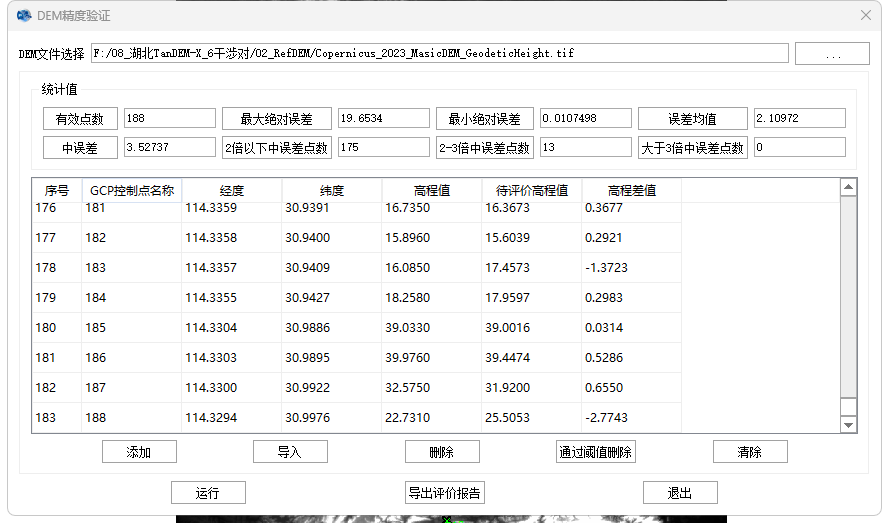 DEM精度验证
DEM文件选择 F:/08_湖北TanDEM-X_6干涉对/02_RefDEM/Copernicus_2023_MasicDEM_GeodeticHeight.tif ...
统计值
有效点数 188 最大绝对误差 19.6534 最小绝对误差 0.0107498 误差均值 2.10972
中误差 3.52737 2倍以下中误差点数 175 2-3倍中误差点数 13 大于3倍中误差点数 0
序号 GCP控制点名称 经度 纬度 高程值 待评价高程值 高程差值
176 181 114.3359 30.9391 16.7350 16.3673 0.3677
177 182 114.3358 30.9400 15.8960 15.6039 0.2921
178 183 114.3357 30.9409 16.0850 17.4573 -1.3723
179 184 114.3355 30.9427 18.2580 17.9597 0.2983
180 185 114.3304 30.9886 39.0330 39.0016 0.0314
181 186 114.3303 30.9895 39.9760 39.4474 0.5286
182 187 114.3300 30.9922 32.5750 31.9200 0.6550
183 188 114.3294 30.9976 22.7310 25.5053 -2.7743
添加 导入 删除 通过阈值删除 清除
运行 导出评价报告 退出